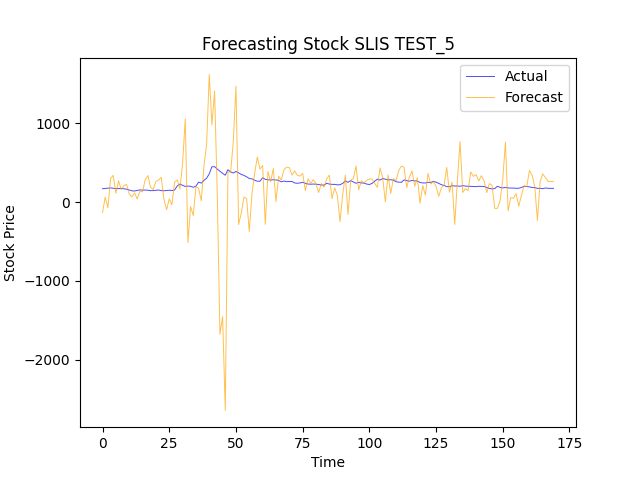 Forecasting Stock SLIS TEST_5
Actual
Forecast
1000
0
−1000
−2000
Stock Price
0 25 50 75 100 125 150 175
Time